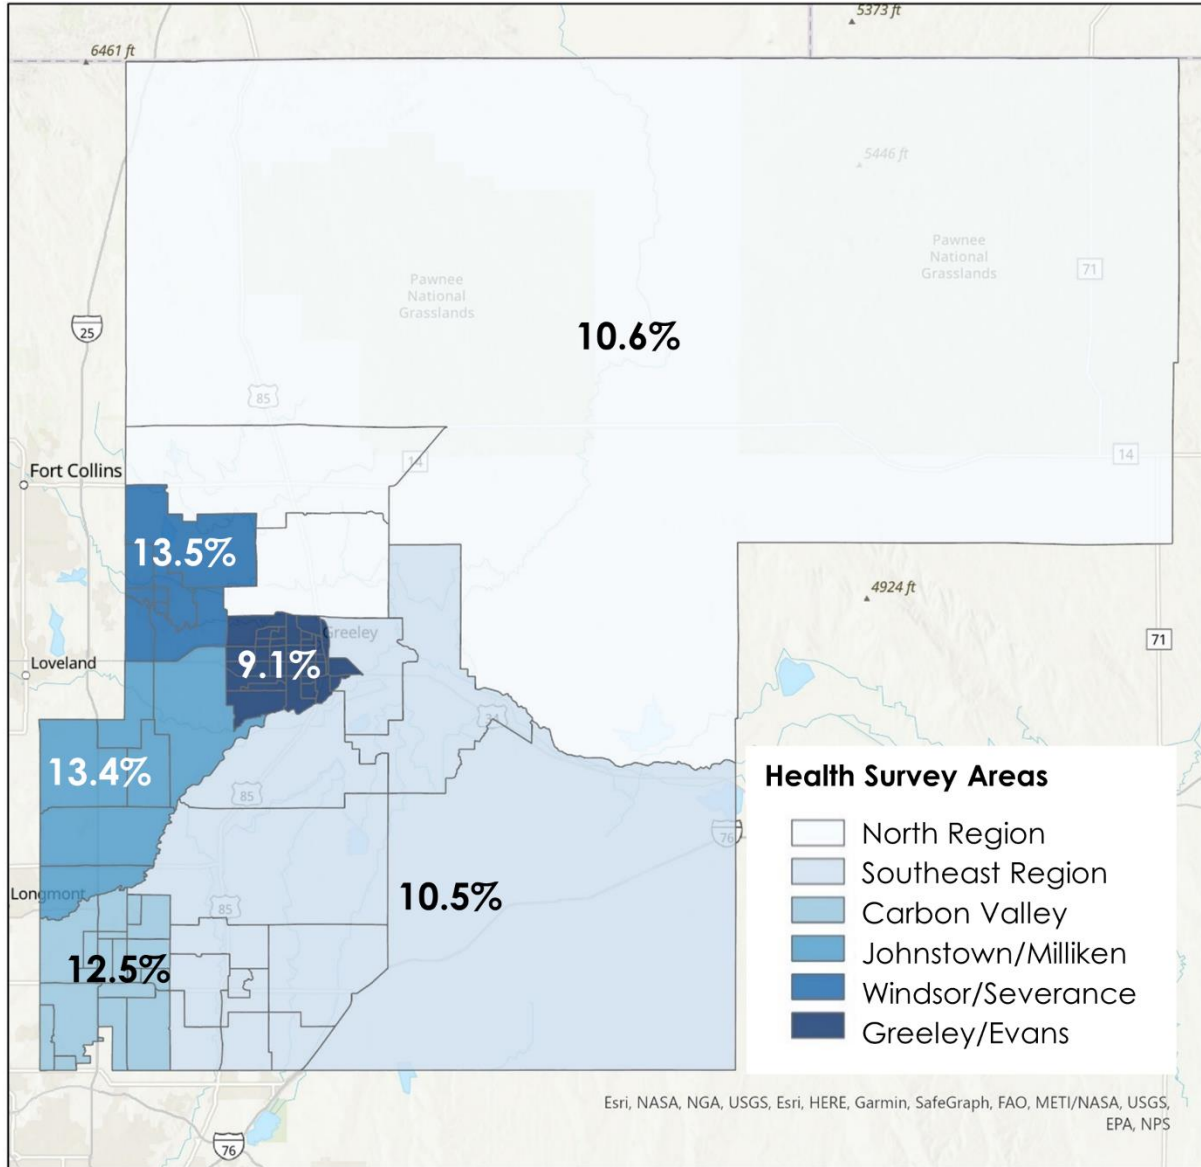 5373 ft
6461 ft
5446 ft
Pawnee
National
Grasslands
71
Pawnee
National
Grasslands
25
10.6%
85
14
14
Fort Collins
13.5%
4924 ft
Greeley
71
Loveland
9.1%
34
13.4%
85
76
Health Survey Areas
North Region
Southeast Region
Carbon Valley
Johnstown/Milliken
Windsor/Severance
Greeley/Evans
Longmont
10.5%
85
12.5%
Esri, NASA, NGA, USGS, Esri, HERE, Garmin, SafeGraph, FAO, METI/NASA, USGS,
EPA, NPS
76